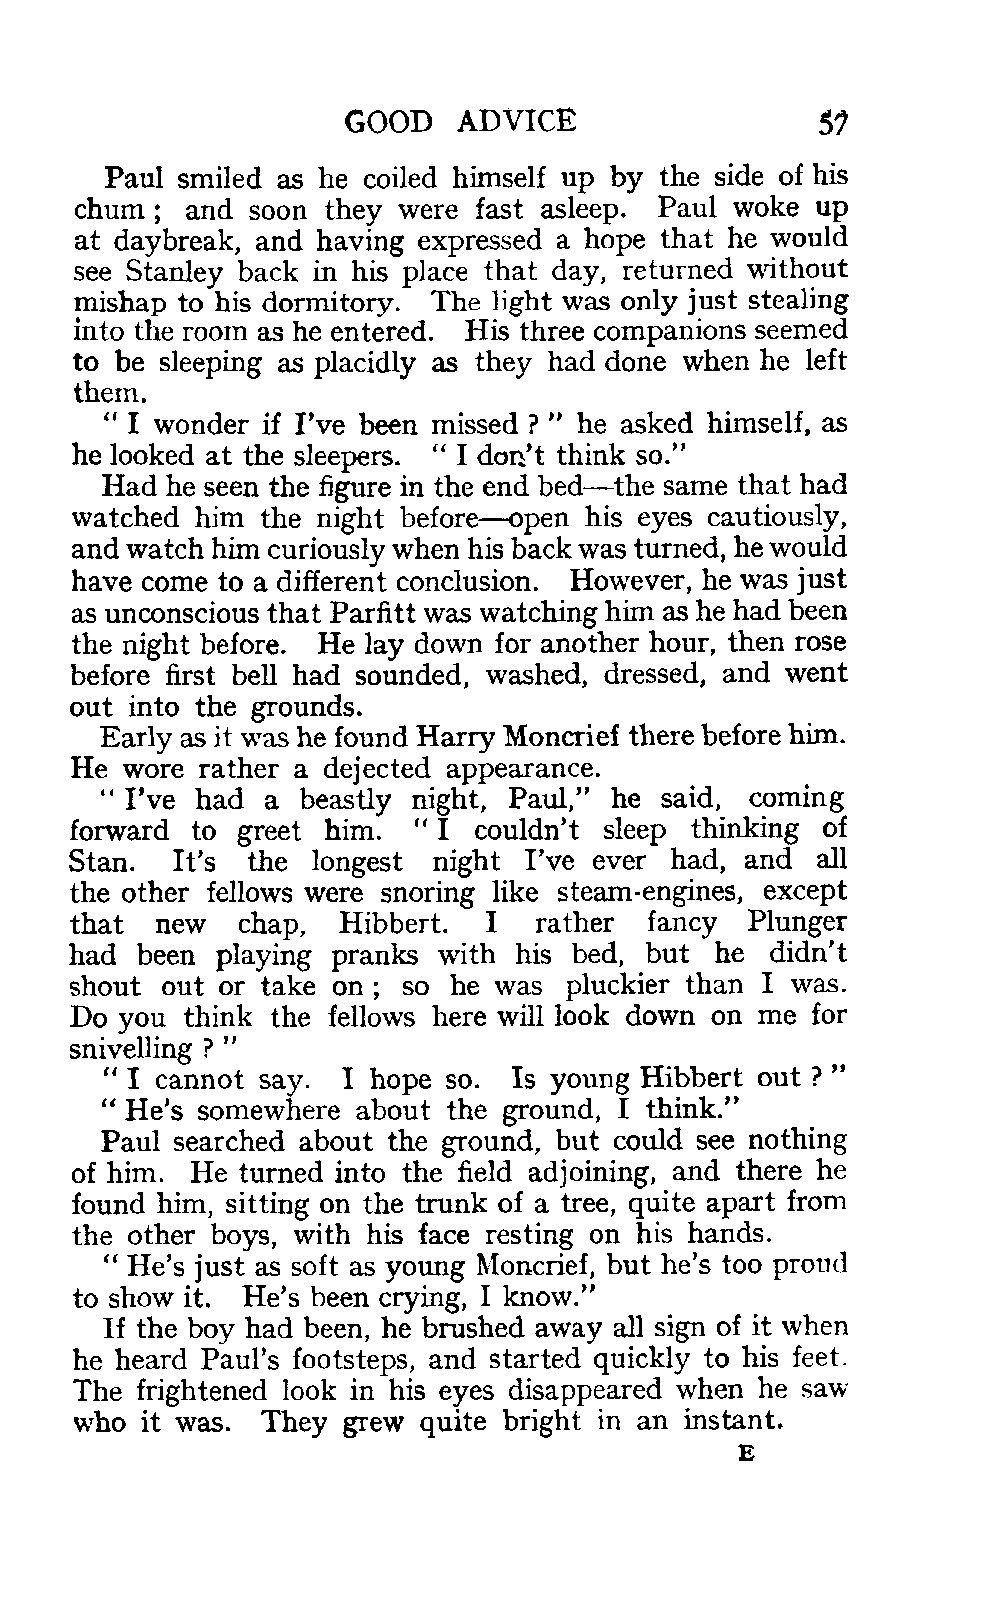 GOOD ADVICE 57
Paul smiled as he coiled himself up by the side of his
chum ; and soon they were fast asleep. Paul woke up
at daybreak, and having expressed a hope that he would
see Stanley back in his place that day, returned without
mishap to his dormitory. The light was only just stealing
into the room as he entered. His three companions seemed
to be sleeping as placidly as they had done when he left
them.
" I wonder if I've been missed ? " he asked himself, as
he looked at the sleepers. " I don't think so."
Had he seen the figure in the end bed—the same that had
watched him the night before—open his eyes cautiously,
and watch him curiously when his back was turned, he would
have come to a different conclusion. However, he was just
as unconscious that Parfitt was watching him as he had been
the night before. He lay down for another hour, then rose
before first bell had sounded, washed, dressed, and went
out into the grounds.
Early as it was he found Harry Moncrief there before him.
He wore rather a dejected appearance.
" I've had a beastly night, Paul," he said, coming
forward to greet him. " I couldn't sleep thinking of
Stan. It's the longest night I've ever had, and all
the other fellows were snoring like steam-engines, except
that new chap, Hibbert. I rather fancy Plunger
had been playing pranks with his bed, but he didn't
shout out or take on ; so he was pluckier than I was.
Do you think the fellows here will look down on me for
snivelling ? "
" I cannot say. I hope so. Is young Hibbert out ? "
" He's somewhere about the ground, I think."
Paul searched about the ground, but could see nothing
of him. He turned into the field adjoining, and there he
found him, sitting on the trunk of a tree, quite apart from
the other boys, with his face resting on his hands.
" He's just as soft as young Moncrief, but he's too proud
to show it. He's been crying, I know."
If the boy had been, he brushed away all sign of it when
he heard Paul's footsteps, and started quickly to his feet.
The frightened look in his eyes disappeared when he saw
who it was. They grew quite bright in an instant.
E